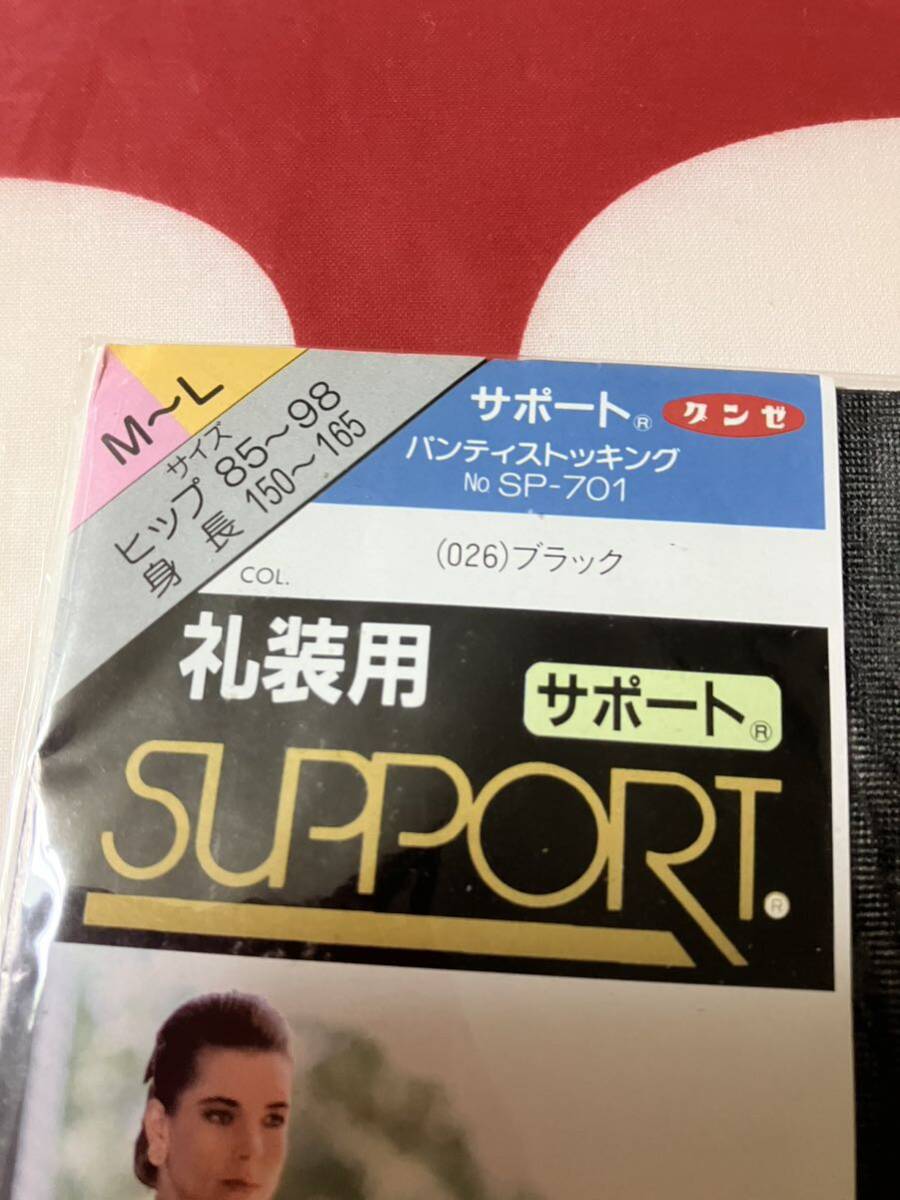 M～L
サイズ
ヒップ 85～98
身長 150～165
サポート®
グンゼ
パンティストッキング
No SP-701
(026)ブラック
COL.
礼装用
サポート®
SUPPORT®